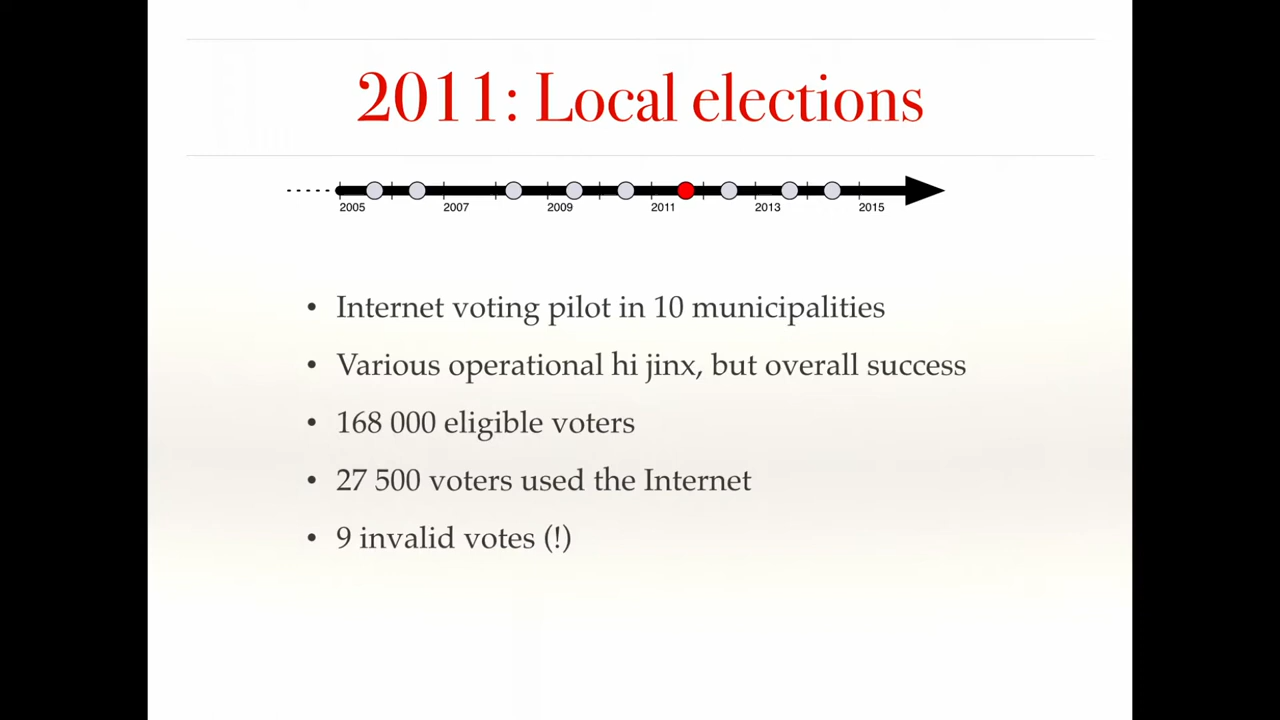 2011: Local elections
2005 2007 2009 2011 2013 2015
• Internet voting pilot in 10 municipalities
• Various operational hi jinx, but overall success
• 168 000 eligible voters
• 27 500 voters used the Internet
• 9 invalid votes (!)